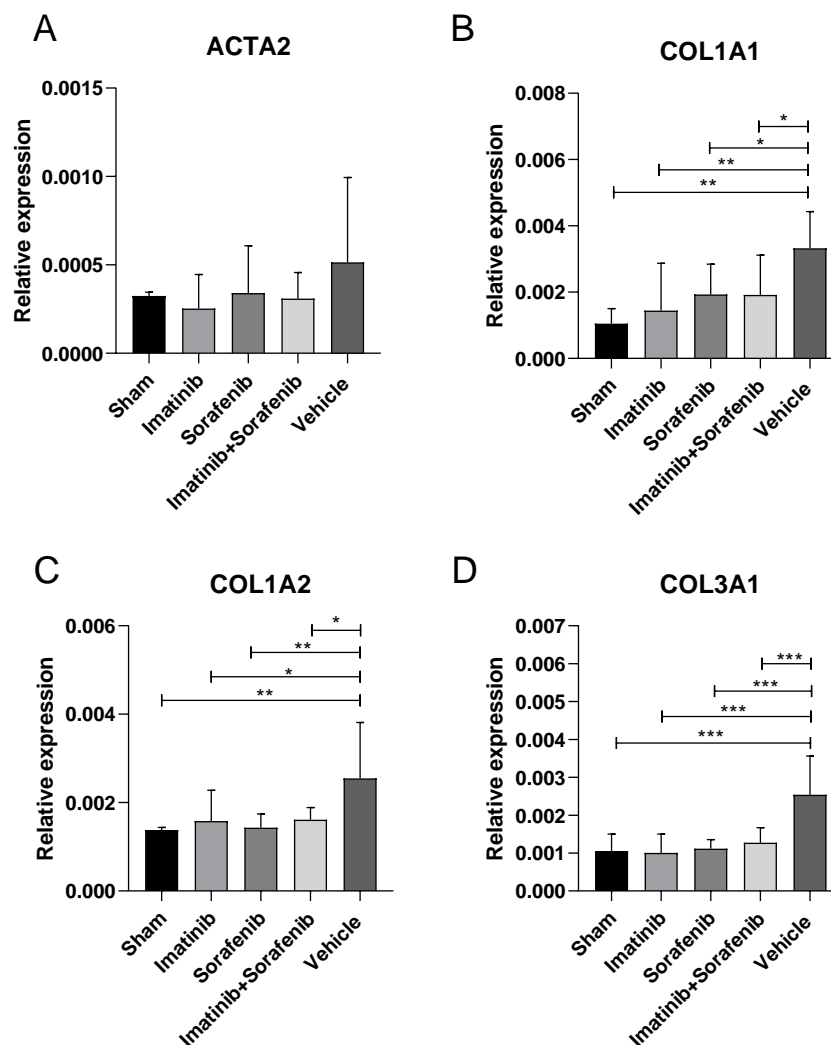 A
ACTA2
Relative expression
0.0015
0.0010
0.0005
0.0000
Sham
Imatinib
Sorafenib
Imatinib+Sorafenib
Vehicle
B
COL1A1
Relative expression
0.008
0.006
0.004
0.002
0.000
*
*
**
**
Sham
Imatinib
Sorafenib
Imatinib+Sorafenib
Vehicle
C
COL1A2
Relative expression
0.006
0.004
0.002
0.000
*
**
*
**
Sham
Imatinib
Sorafenib
Imatinib+Sorafenib
Vehicle
D
COL3A1
Relative expression
0.007
0.006
0.005
0.004
0.003
0.002
0.001
0.000
***
***
***
***
Sham
Imatinib
Sorafenib
Imatinib+Sorafenib
Vehicle